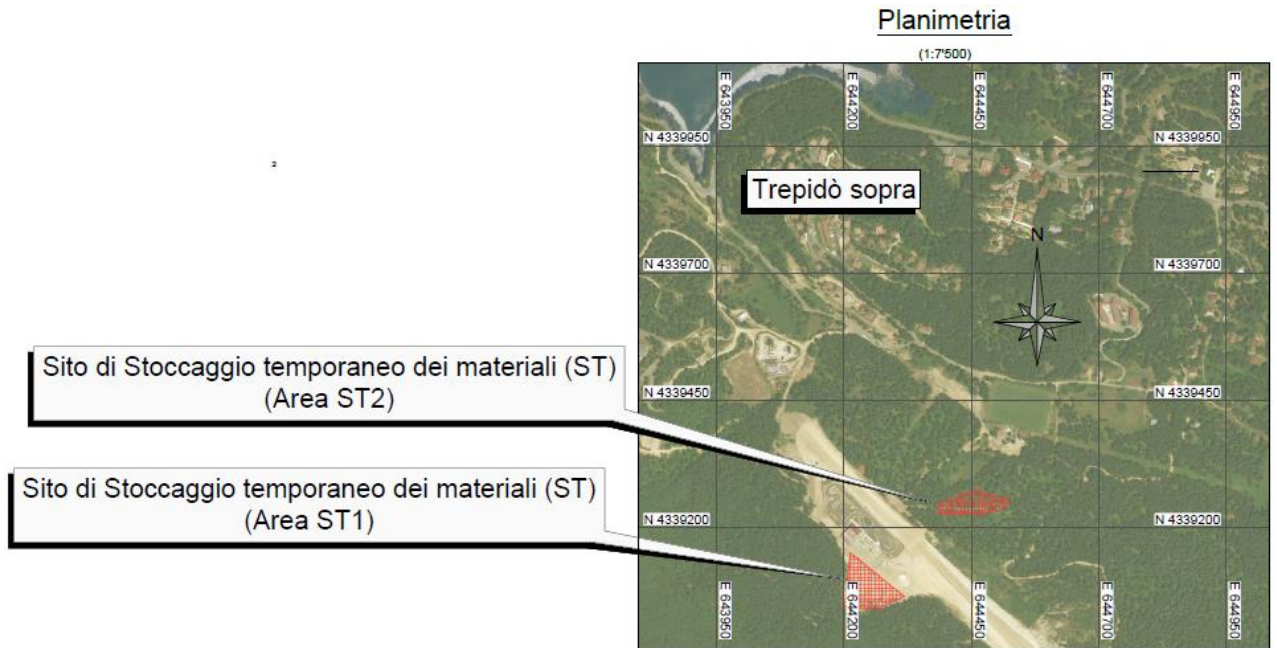 Planimetria
(1:7'500)
E 643950
E 644200
E 644450
E 644700
E 644950
N 4339950
N 4339950
2
Trepidò sopra
N
N 4339700
N 4339700
Sito di Stoccaggio temporaneo dei materiali (ST)
(Area ST2)
N 4339450
N 4339450
Sito di Stoccaggio temporaneo dei materiali (ST)
(Area ST1)
N 4339200
N 4339200
E 643950
E 644200
E 644450
E 644700
E 644950